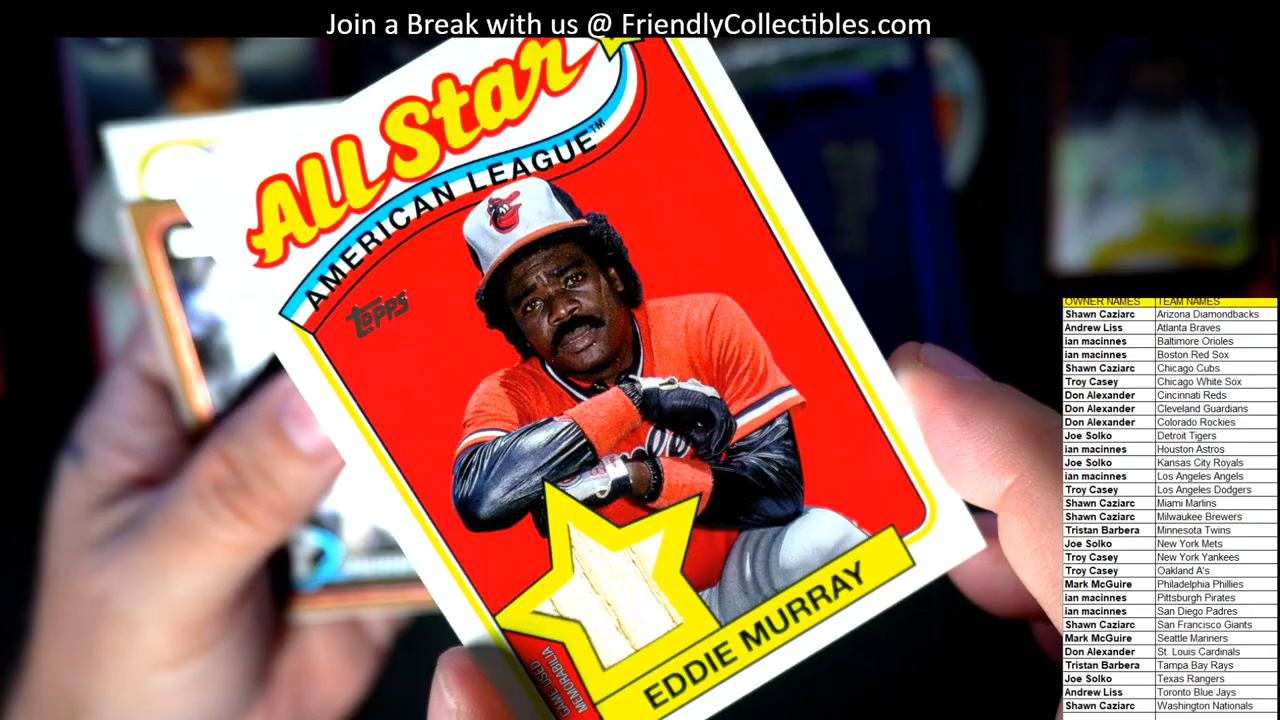 Join a Break with us @ FriendlyCollectibles.com
ALL Star
AMERICAN LEAGUE™
topps
EDDIE MURRAY
GAME-USED
MEMORABILIA
OWNER NAMES TEAM NAMES
Shawn Caziarc Arizona Diamondbacks
Andrew Liss Atlanta Braves
ian macinnes Baltimore Orioles
ian macinnes Boston Red Sox
Shawn Caziarc Chicago Cubs
Troy Casey Chicago White Sox
Don Alexander Cincinnati Reds
Don Alexander Cleveland Guardians
Don Alexander Colorado Rockies
Joe Solko Detroit Tigers
ian macinnes Houston Astros
Joe Solko Kansas City Royals
ian macinnes Los Angeles Angels
Troy Casey Los Angeles Dodgers
Shawn Caziarc Miami Marlins
Shawn Caziarc Milwaukee Brewers
Tristan Barbera Minnesota Twins
Joe Solko New York Mets
Troy Casey New York Yankees
Troy Casey Oakland A's
Mark McGuire Philadelphia Phillies
ian macinnes Pittsburgh Pirates
ian macinnes San Diego Padres
Shawn Caziarc San Francisco Giants
Mark McGuire Seattle Mariners
Don Alexander St. Louis Cardinals
Tristan Barbera Tampa Bay Rays
Joe Solko Texas Rangers
Andrew Liss Toronto Blue Jays
Shawn Caziarc Washington Nationals